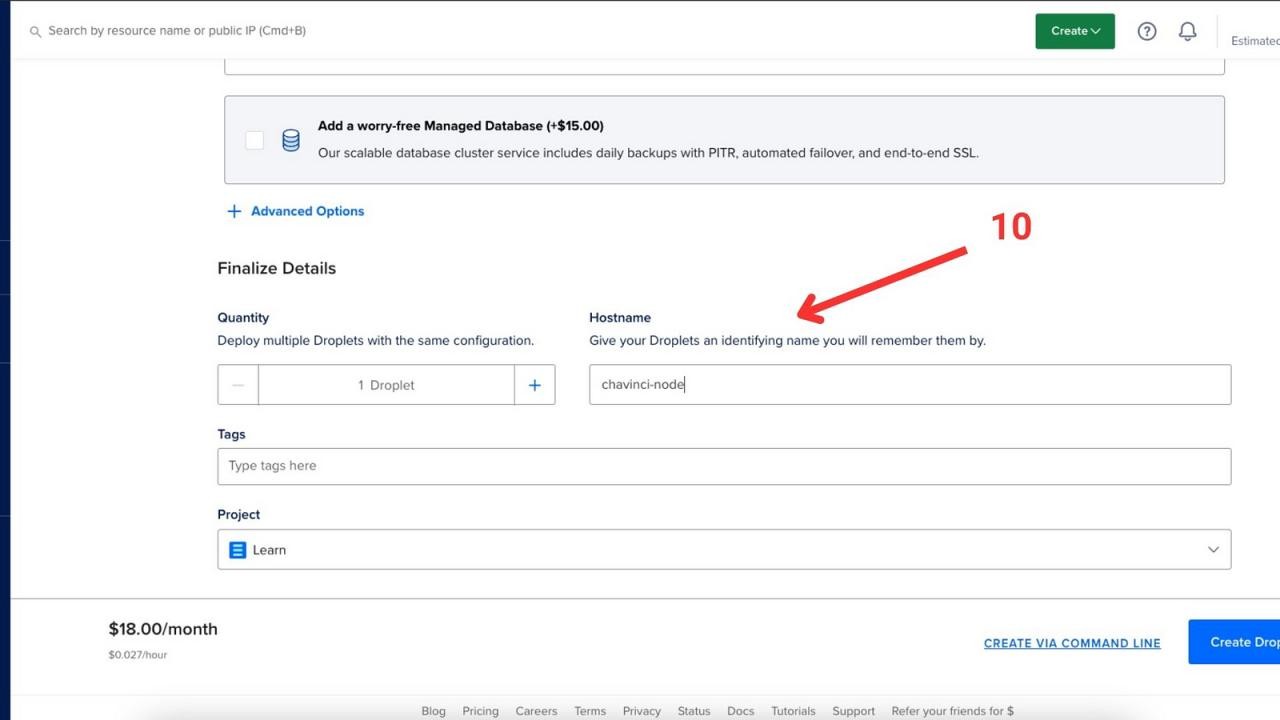 Search by resource name or public IP (Cmd+B)
Create
Estimated
Add a worry-free Managed Database (+$15.00)
Our scalable database cluster service includes daily backups with PITR, automated failover, and end-to-end SSL.
+ Advanced Options
10
Finalize Details
Quantity
Deploy multiple Droplets with the same configuration.
Hostname
Give your Droplets an identifying name you will remember them by.
1 Droplet
chavinci-node
Tags
Type tags here
Project
Learn
$18.00/month
$0.027/hour
CREATE VIA COMMAND LINE
Create Drop
Blog Pricing Careers Terms Privacy Status Docs Tutorials Support Refer your friends for $